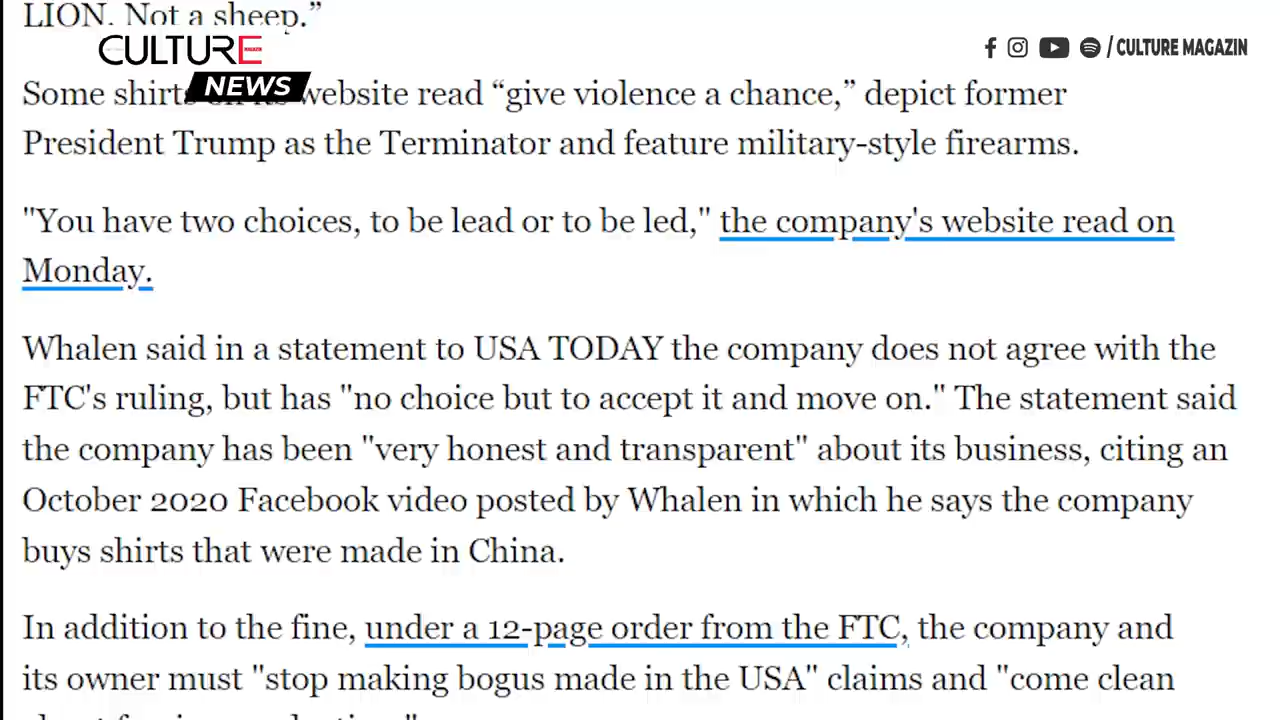 LION. Not a sheep.”
CULTURE
NEWS
/ CULTURE MAGAZIN
Some shirts on its website read “give violence a chance,” depict former
President Trump as the Terminator and feature military-style firearms.
"You have two choices, to be lead or to be led," the company's website read on
Monday.
Whalen said in a statement to USA TODAY the company does not agree with the
FTC's ruling, but has "no choice but to accept it and move on." The statement said
the company has been "very honest and transparent" about its business, citing an
October 2020 Facebook video posted by Whalen in which he says the company
buys shirts that were made in China.
In addition to the fine, under a 12-page order from the FTC, the company and
its owner must "stop making bogus made in the USA" claims and "come clean